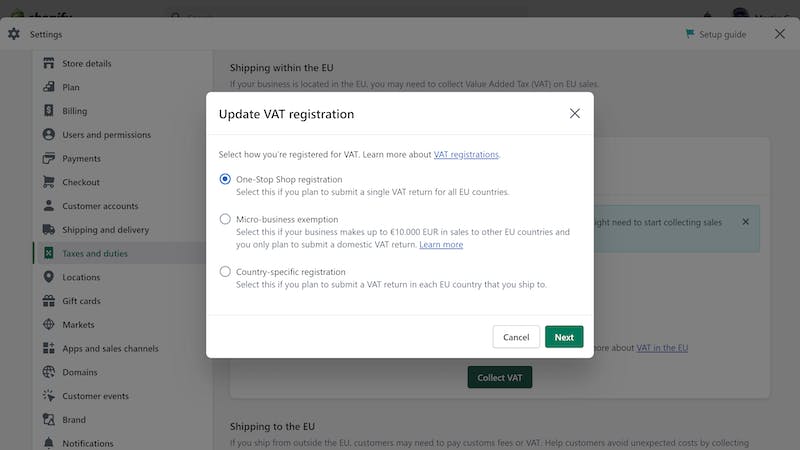 shopify
Search
Settings
Setup guide
Store details
Plan
Billing
Users and permissions
Payments
Checkout
Customer accounts
Shipping and delivery
Taxes and duties
Locations
Gift cards
Markets
Apps and sales channels
Domains
Customer events
Brand
Notifications
Shipping within the EU
If your business is located in the EU, you may need to collect Value Added Tax (VAT) on EU sales.
Update VAT registration
Select how you're registered for VAT. Learn more about VAT registrations.
One-Stop Shop registration
Select this if you plan to submit a single VAT return for all EU countries.
Micro-business exemption
Select this if your business makes up to €10.000 EUR in sales to other EU countries and
you only plan to submit a domestic VAT return. Learn more
Country-specific registration
Select this if you plan to submit a VAT return in each EU country that you ship to.
Cancel
Next
might need to start collecting sales
more about VAT in the EU
Collect VAT
Shipping to the EU
If you ship from outside the EU, customers may need to pay customs fees or VAT. Help customers avoid unexpected costs by collecting